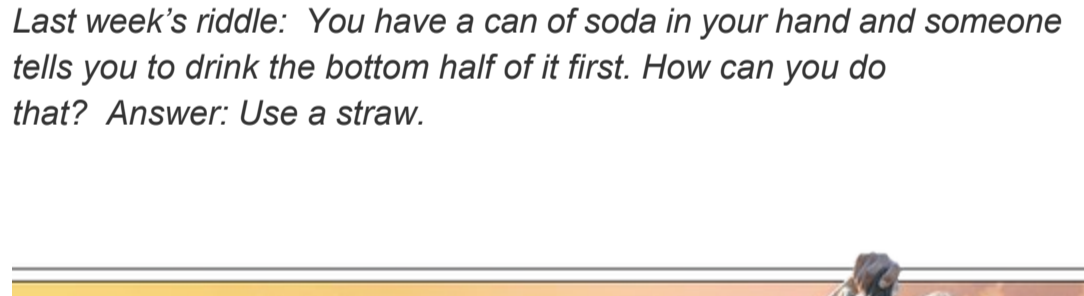 Last week’s riddle:  You have a can of soda in your hand and someone
tells you to drink the bottom half of it first. How can you do
that?  Answer: Use a straw.